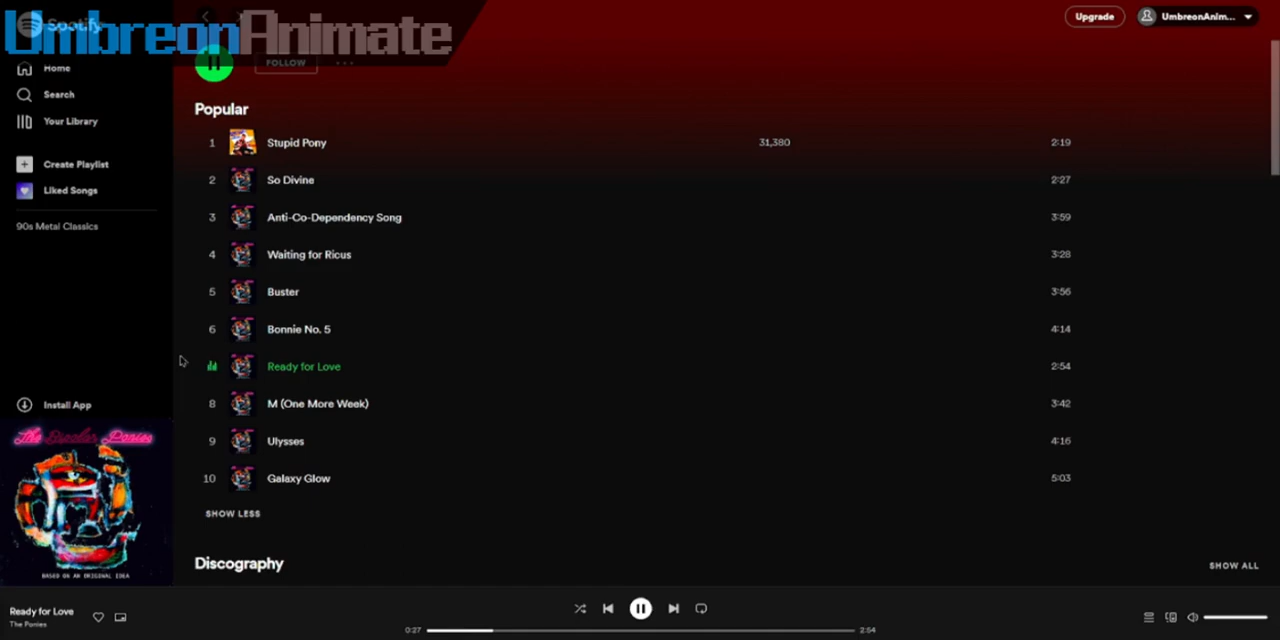 Spotify
UmbreonAnimate
Upgrade
UmbreonAnim...
Home
FOLLOW
Search
Your Library
Create Playlist
Liked Songs
90s Metal Classics
Install App
Popular
1 Stupid Pony 31,380 2:19
2 So Divine 2:27
3 Anti-Co-Dependency Song 3:59
4 Waiting for Ricus 3:28
5 Buster 3:56
6 Bonnie No. 5 4:14
Ready for Love 2:54
8 M (One More Week) 3:42
9 Ulysses 4:16
10 Galaxy Glow 5:03
SHOW LESS
Discography
SHOW ALL
The Bipolar Ponies
BASED ON AN ORIGINAL IDEA
Ready for Love
The Ponies
0:27
2:54